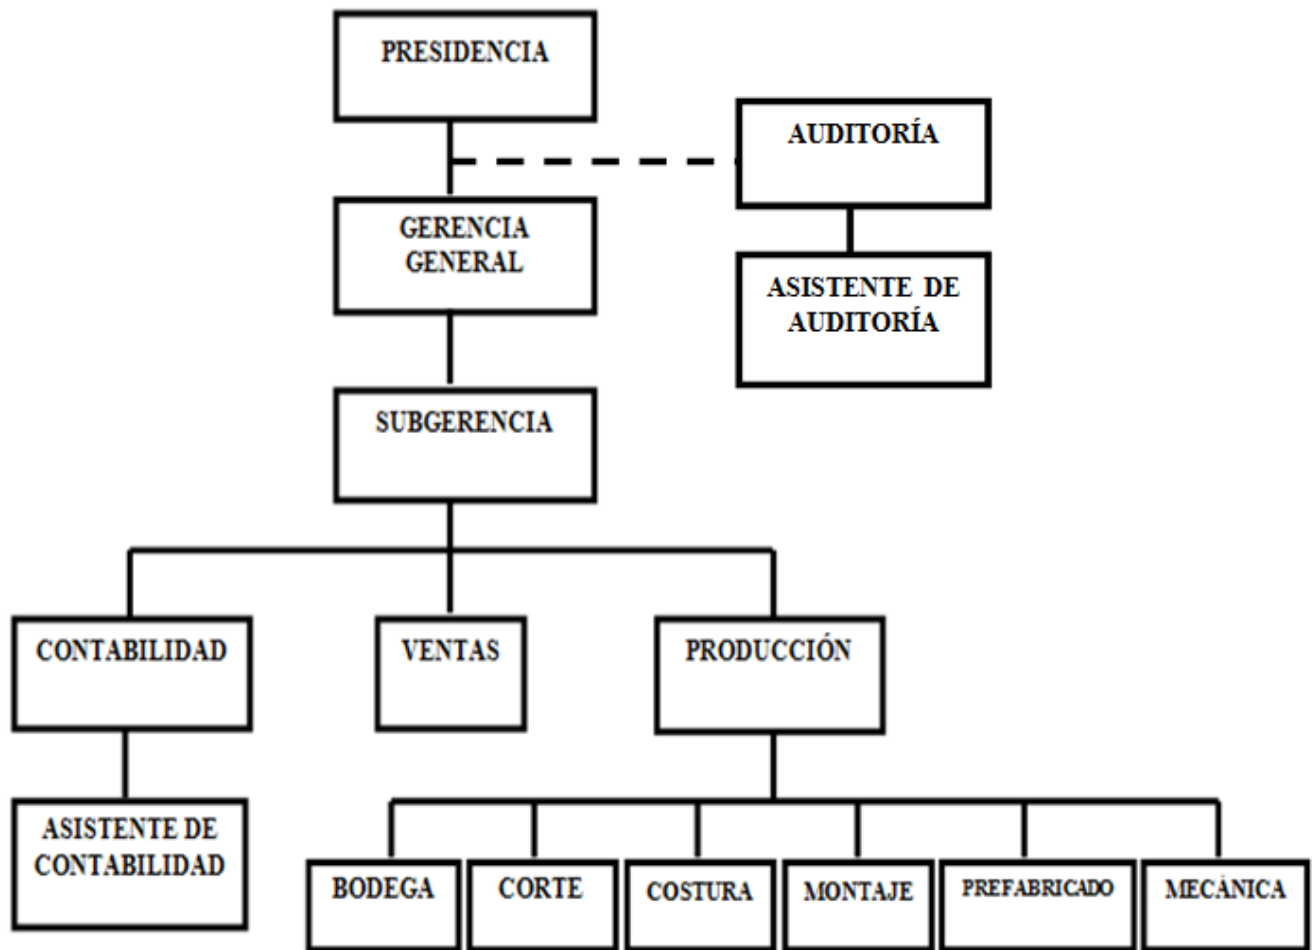 PRESIDENCIA
AUDITORÍA
GERENCIA
GENERAL
ASISTENTE DE
AUDITORÍA
SUBGERENCIA
CONTABILIDAD
VENTAS
PRODUCCIÓN
ASISTENTE DE
CONTABILIDAD
BODEGA
CORTE
COSTURA
MONTAJE
PREFABRICADO
MECÁNICA